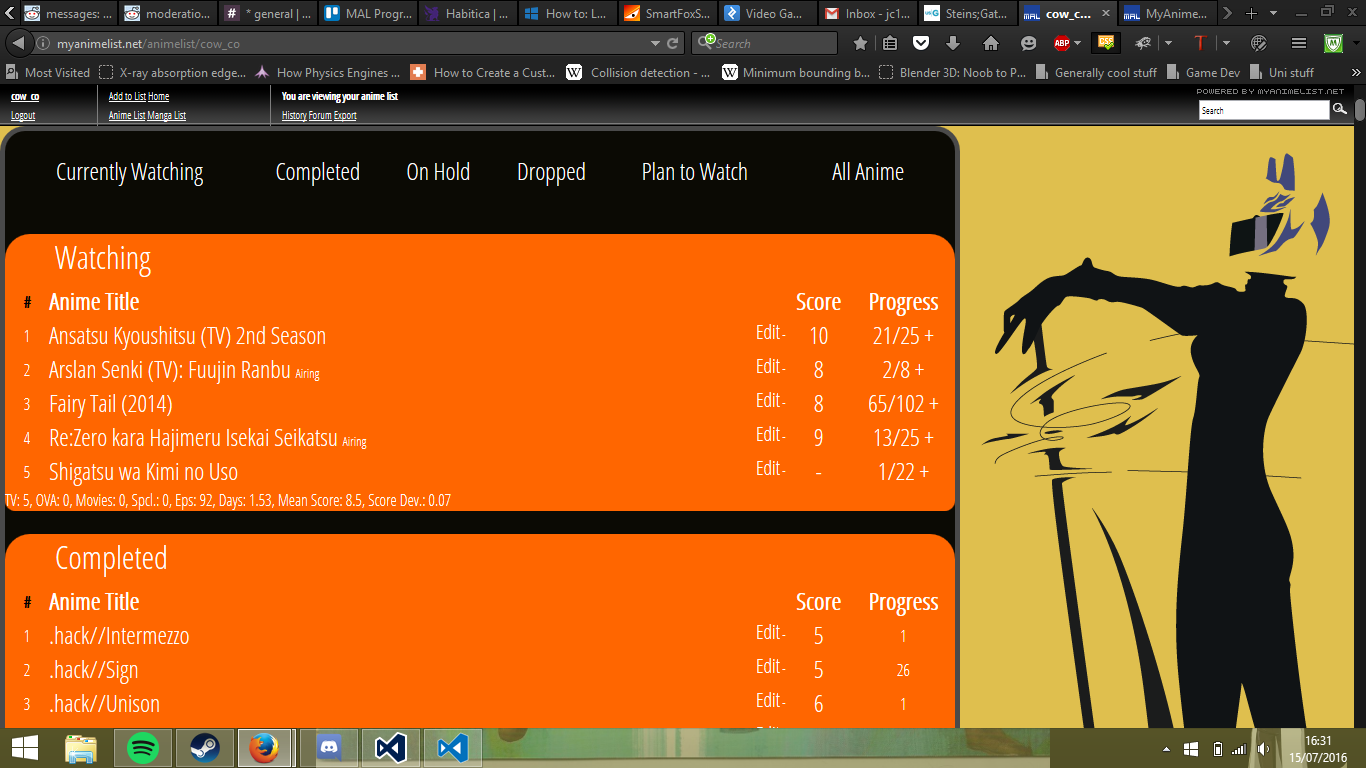 messages: ...
moderatio...
* general | ...
MAL Progr...
Habitica | ...
How to: L...
SmartFoxS...
Video Ga...
Inbox - jc1...
Steins;Gat...
cow_c...
MyAnime...
myanimelist.net/animelist/cow_co
Search
ABP
CSS
Most Visited
X-ray absorption edge...
How Physics Engines ...
How to Create a Cust...
Collision detection - ...
Minimum bounding b...
Blender 3D: Noob to P...
Generally cool stuff
Game Dev
Uni stuff
cow_co
Logout
Add to List Home
Anime List Manga List
You are viewing your anime list
History Forum Export
POWERED BY MYANIMELIST.NET
Search
Currently Watching Completed On Hold Dropped Plan to Watch All Anime
Watching
# Anime Title Score Progress
1 Ansatsu Kyoushitsu (TV) 2nd Season Edit - 10 21/25 +
2 Arslan Senki (TV): Fuujin Ranbu Airing Edit - 8 2/8 +
3 Fairy Tail (2014) Edit - 8 65/102 +
4 Re:Zero kara Hajimeru Isekai Seikatsu Airing Edit - 9 13/25 +
5 Shigatsu wa Kimi no Uso Edit - - 1/22 +
TV: 5, OVA: 0, Movies: 0, Spcl.: 0, Eps: 92, Days: 1.53, Mean Score: 8.5, Score Dev.: 0.07
Completed
# Anime Title Score Progress
1 .hack//Intermezzo Edit - 5 1
2 .hack//Sign Edit - 5 26
3 .hack//Unison Edit - 6 1
16:31
15/07/2016